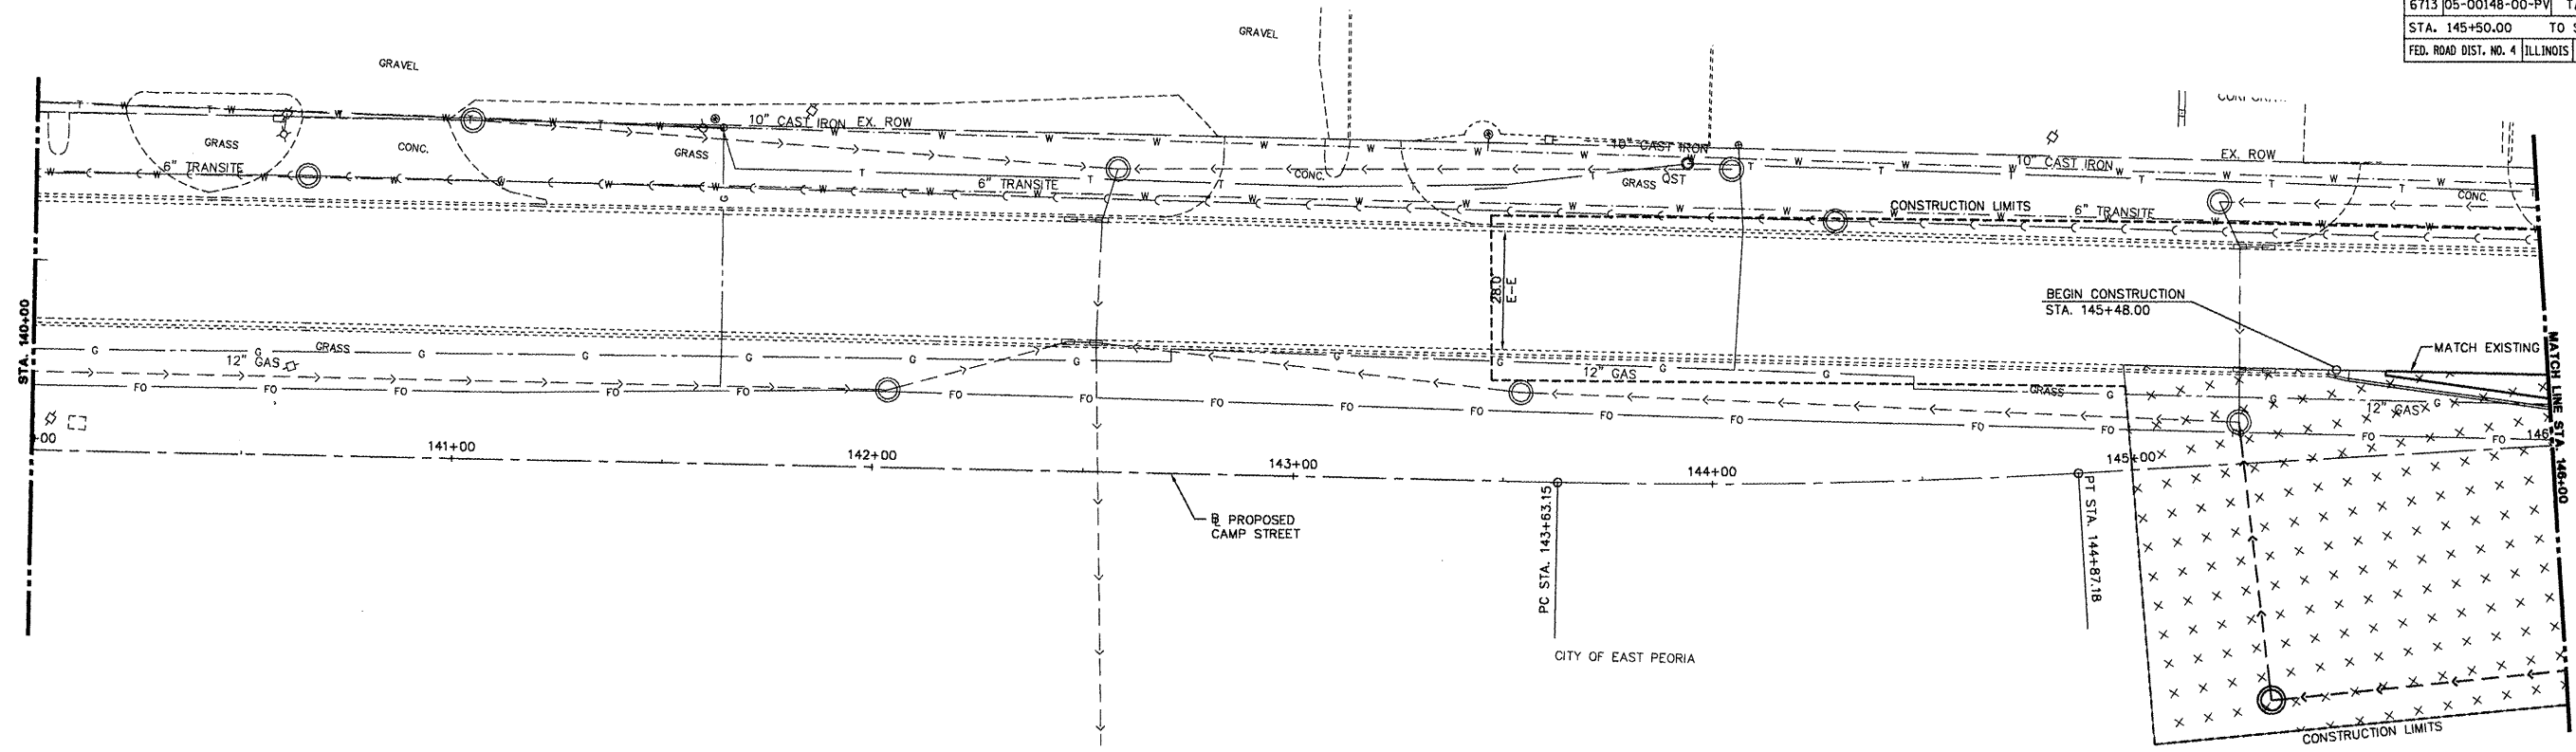 6713 05-00148-00-PV
STA. 145+50.00 TO
FED. ROAD DIST. NO. 4 ILLINOIS
GRAVEL
GRAVEL
10" CAST IRON EX. ROW
GRASS
CONC.
GRASS
10" CAST IRON
10" CAST IRON
EX. ROW
6" TRANSITE
6" TRANSITE
CONC.
GRASS
QST
CONSTRUCTION LIMITS
6" TRANSITE
CONC.
28.0'
E-E
BEGIN CONSTRUCTION
STA. 145+48.00
MATCH EXISTING
STA. 140+00
MATCH LINE STA. 146+00
GRASS
12" GAS
12" GAS
GRASS
12" GAS
+00
141+00
142+00
143+00
144+00
145+00
146
℄ PROPOSED
CAMP STREET
PC STA. 143+63.15
PT STA. 144+87.18
CITY OF EAST PEORIA
CONSTRUCTION LIMITS